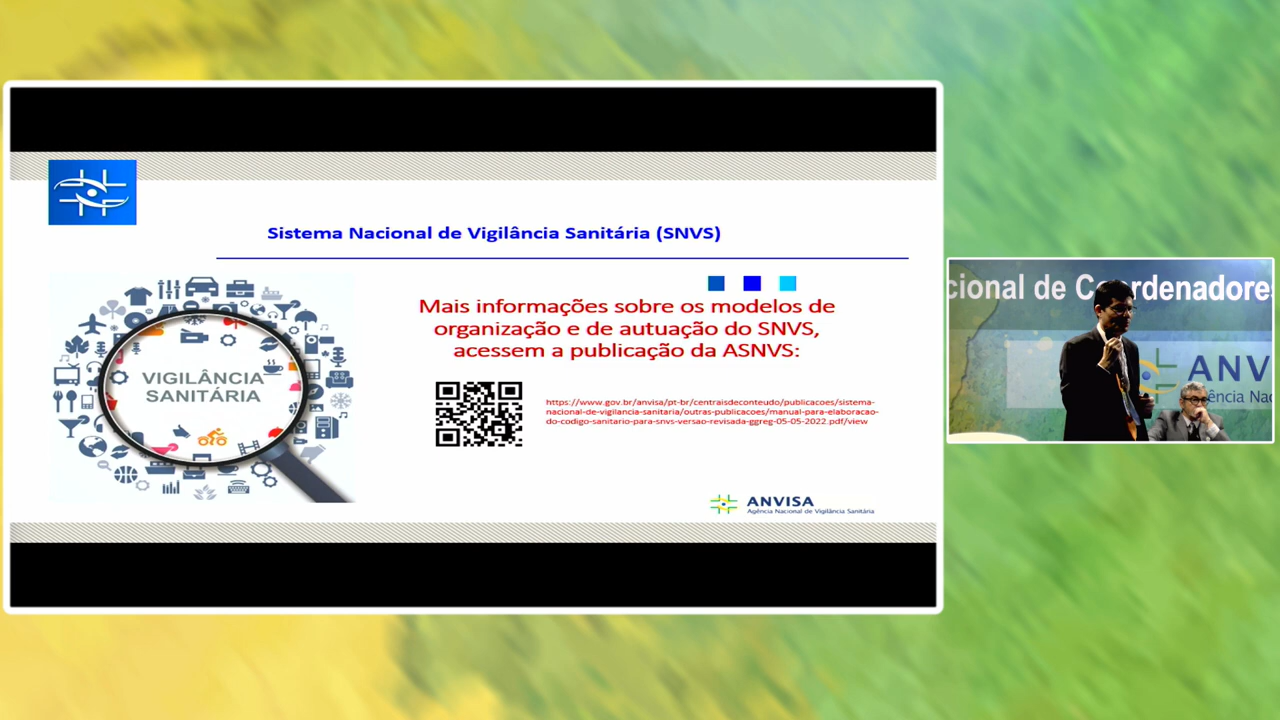 Sistema Nacional de Vigilância Sanitária (SNVS)
Mais informações sobre os modelos de
organização e de autuação do SNVS,
acessem a publicação da ASNVS:
VIGILÂNCIA
SANITÁRIA
https://www.gov.br/anvisa/pt-br/centraisdeconteudo/publicacoes/sistema-
nacional-de-vigilancia-sanitaria/outras-publicacoes/manual-para-elaboracao-
do-codigo-sanitario-para-snvs-versao-revisada-ggreg-05-05-2022.pdf/view
ANVISA
Agência Nacional de Vigilância Sanitária
cional de Coordenadores
ANV
ência Nac